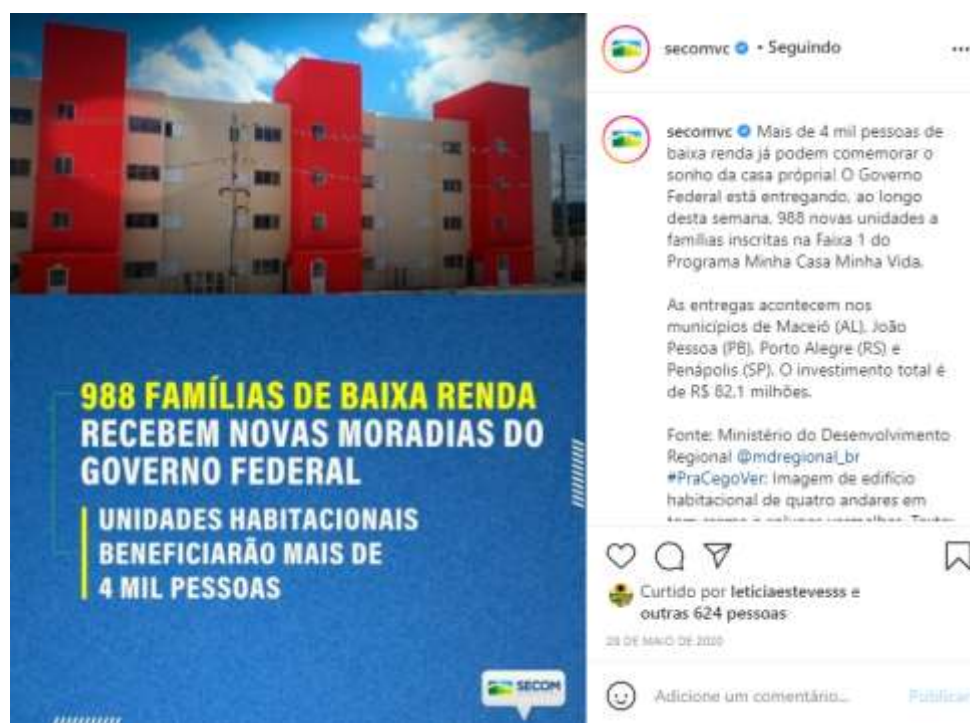 988 FAMÍLIAS DE BAIXA RENDA
RECEBEM NOVAS MORADIAS DO
GOVERNO FEDERAL
UNIDADES HABITACIONAIS
BENEFICIARÃO MAIS DE
4 MIL PESSOAS
SECOM
secomvc • Seguindo
secomvc Mais de 4 mil pessoas de
baixa renda já podem comemorar o
sonho da casa própria! O Governo
Federal está entregando, ao longo
desta semana, 988 novas unidades a
famílias inscritas na Faixa 1 do
Programa Minha Casa Minha Vida.
As entregas acontecem nos
municípios de Maceió (AL), João
Pessoa (PB), Porto Alegre (RS) e
Penápolis (SP). O investimento total é
de R$ 82,1 milhões.
Fonte: Ministério do Desenvolvimento
Regional @mdregional_br
#PraCegoVer: Imagem de edifício
habitacional de quatro andares em
Curtido por leticiaestevesss e
outras 624 pessoas
28 DE MAIO DE 2020
Adicione um comentário...
Publicar